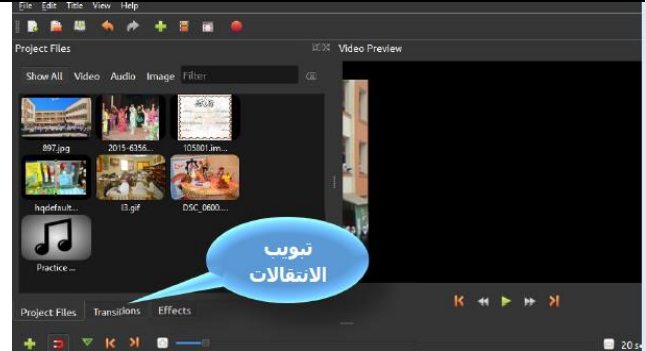 File Edit Title View Help
Project Files
Video Preview
Show All Video Audio Image Filter
897.jpg 2015-6356... 105801.im...
hqdefault... i3.gif DSC_0600....
Practice ...
تبويب
الانتقالات
Project Files Transitions Effects
20 s